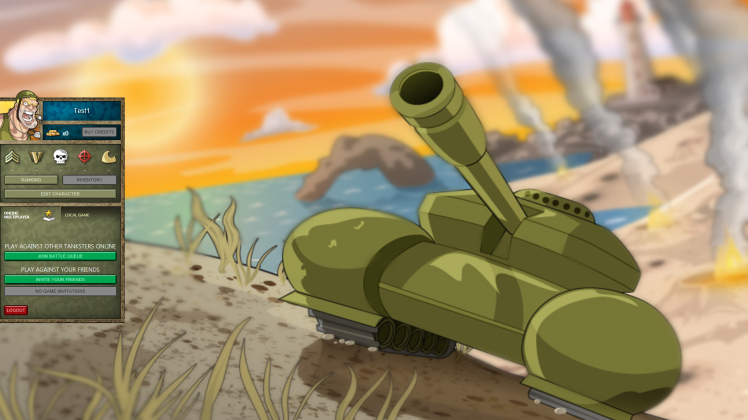 Test1
x0
BUY CREDITS
AWARDS
INVENTORY
EDIT CHARACTER
ONLINE
MULTIPLAYER
LOCAL GAME
PLAY AGAINST OTHER TANKSTERS ONLINE
JOIN BATTLE QUEUE
PLAY AGAINST YOUR FRIENDS
INVITE YOUR FRIENDS
NO GAME INVITATIONS
LOGOUT